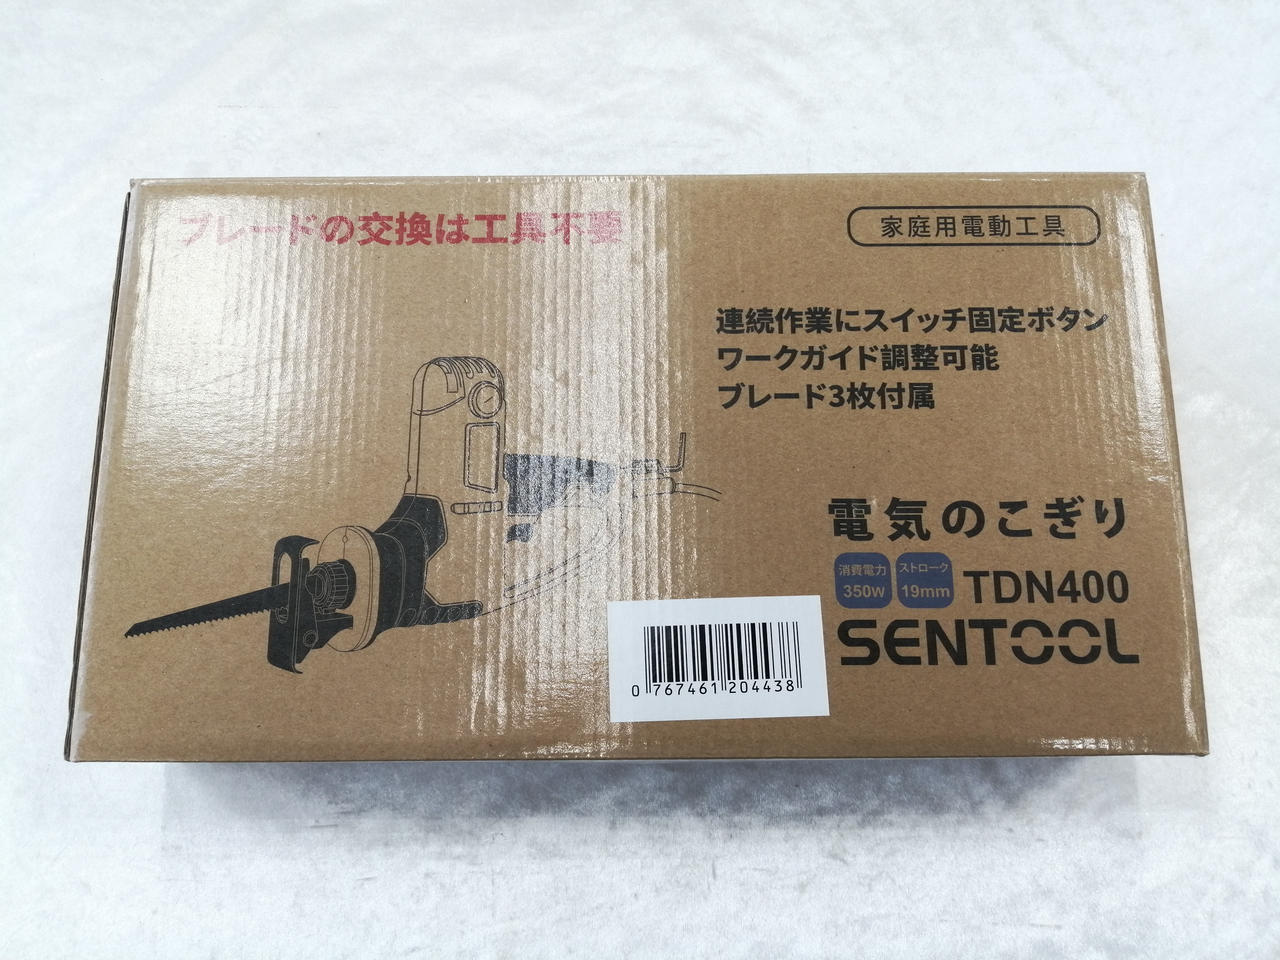 ブレードの交換は工具不要
家庭用電動工具
連続作業にスイッチ固定ボタン
ワークガイド調整可能
ブレード3枚付属
電気のこぎり
消費電力
350W
ストローク
19mm
TDN400
SENTOOL
0 767461 204438